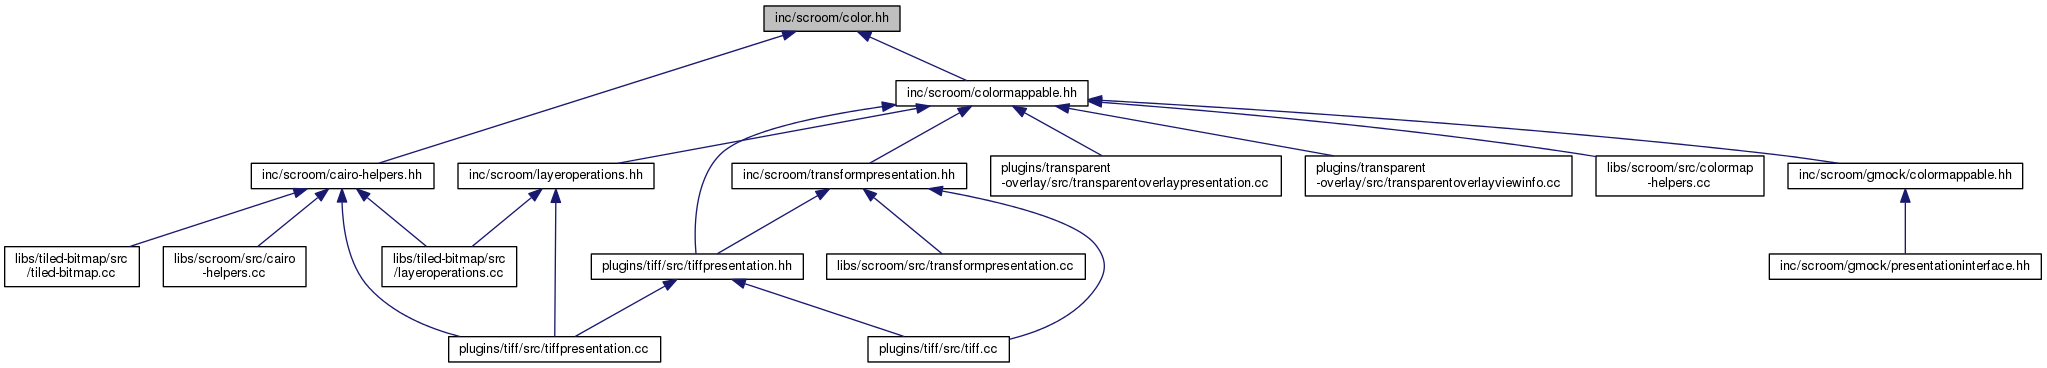 inc/scroom/color.hh
inc/scroom/colormappable.hh
inc/scroom/cairo-helpers.hh
inc/scroom/layeroperations.hh
inc/scroom/transformpresentation.hh
plugins/transparent
-overlay/src/transparentoverlaypresentation.cc
plugins/transparent
-overlay/src/transparentoverlayviewinfo.cc
libs/scroom/src/colormap
-helpers.cc
inc/scroom/gmock/colormappable.hh
libs/tiled-bitmap/src
/tiled-bitmap.cc
libs/scroom/src/cairo
-helpers.cc
libs/tiled-bitmap/src
/layeroperations.cc
plugins/tiff/src/tiffpresentation.hh
libs/scroom/src/transformpresentation.cc
inc/scroom/gmock/presentationinterface.hh
plugins/tiff/src/tiffpresentation.cc
plugins/tiff/src/tiff.cc